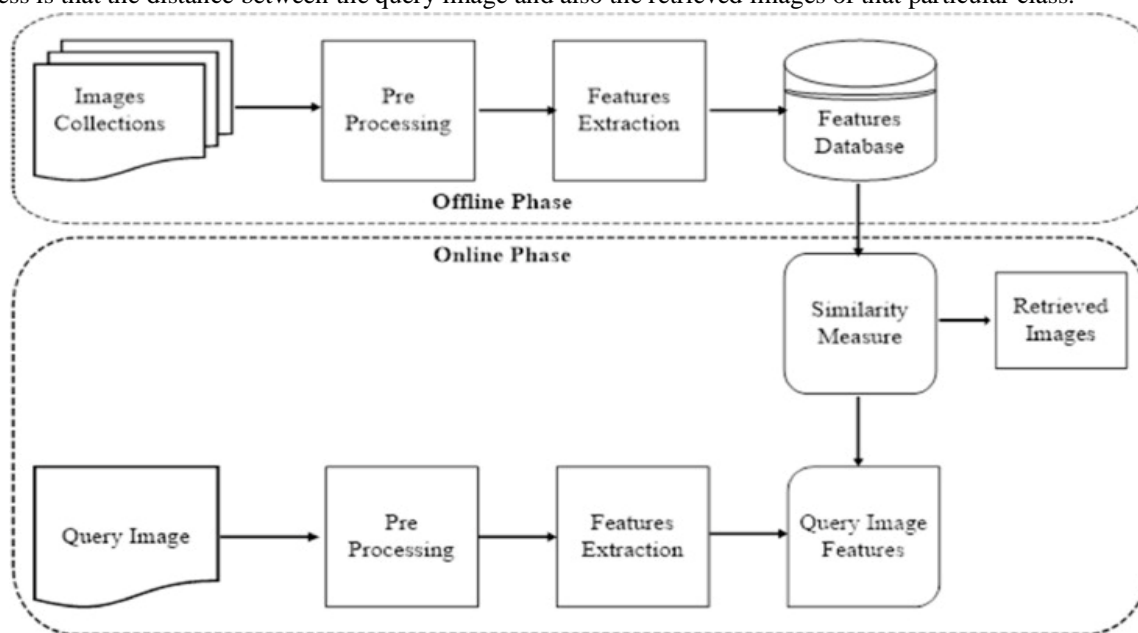 ess is that the distance between the query image and also the retrieved images of that particular class.
Images
Collections
Pre
Processing
Features
Extraction
Features
Database
Offline Phase
Online Phase
Similarity
Measure
Retrieved
Images
Query Image
Pre
Processing
Features
Extraction
Query Image
Features